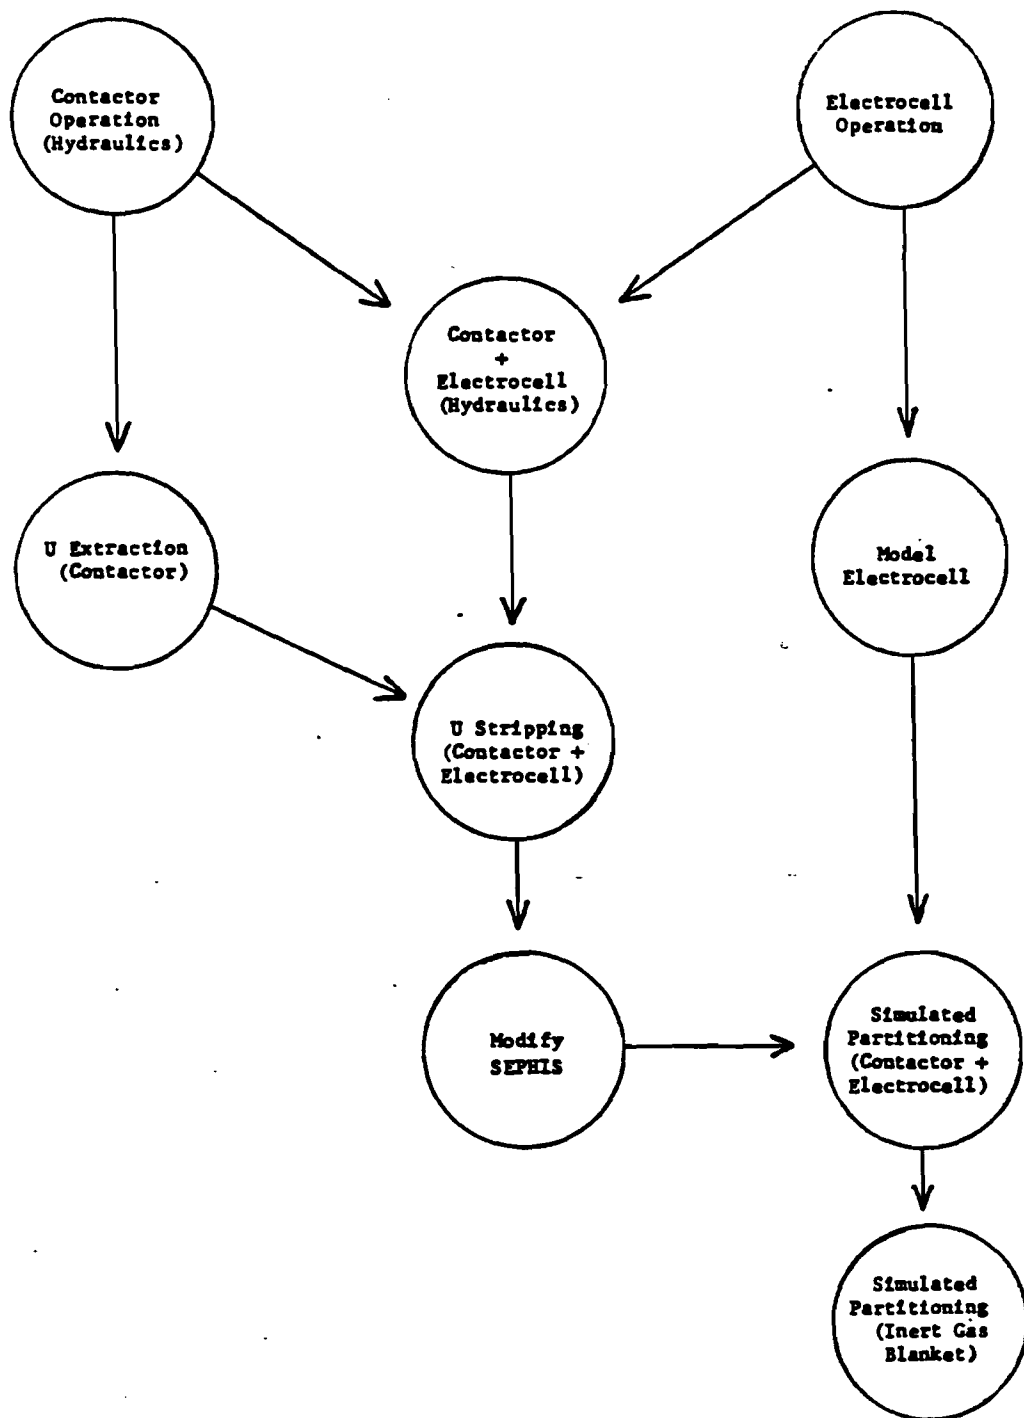 Contactor
Operation
(Hydraulics)
Electrocell
Operation
Contactor
+
Electrocell
(Hydraulics)
U Extraction
(Contactor)
Model
Electrocell
U Stripping
(Contactor +
Electrocell)
Modify
SEPHIS
Simulated
Partitioning
(Contactor +
Electrocell)
Simulated
Partitioning
(Inert Gas
Blanket)